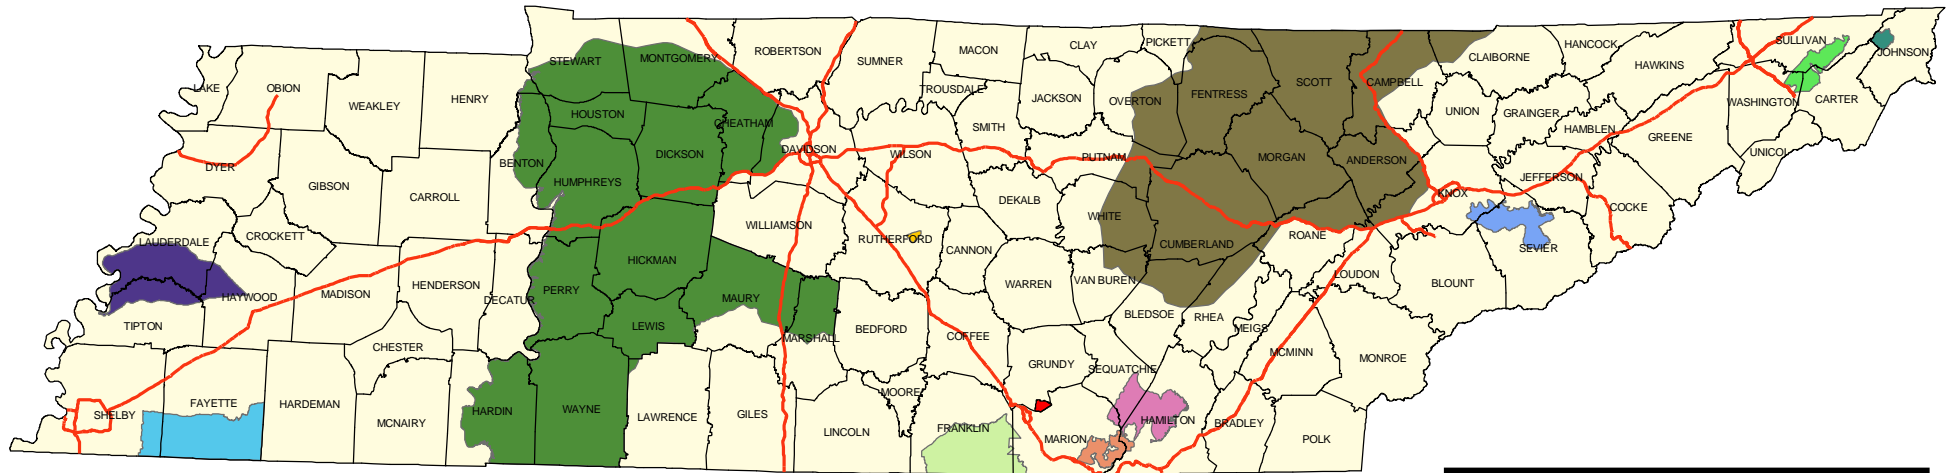 LAKE
OBION
WEAKLEY
HENRY
STEWART
MONTGOMERY
ROBERTSON
SUMNER
MACON
CLAY
PICKETT
TROUSDALE
JACKSON
OVERTON
FENTRESS
SCOTT
CAMPBELL
CLAIBORNE
HANCOCK
HAWKINS
SULLIVAN
JOHNSON
WASHINGTON
CARTER
HOUSTON
CHEATHAM
SMITH
UNION
GRAINGER
HAMBLEN
GREENE
UNICOI
DYER
GIBSON
CARROLL
BENTON
HUMPHREYS
DICKSON
DAVIDSON
WILSON
PUTNAM
MORGAN
ANDERSON
KNOX
JEFFERSON
COCKE
LAUDERDALE
CROCKETT
WILLIAMSON
RUTHERFORD
CANNON
DEKALB
WHITE
CUMBERLAND
ROANE
SEVIER
HAYWOOD
MADISON
HENDERSON
DECATUR
PERRY
HICKMAN
MAURY
WARREN
VAN BUREN
LOUDON
BLOUNT
TIPTON
CHESTER
LEWIS
MARSHALL
BEDFORD
COFFEE
BLEDSOE
RHEA
MEIGS
MCMINN
MONROE
GRUNDY
SEQUATCHIE
SHELBY
FAYETTE
HARDEMAN
MCNAIRY
HARDIN
WAYNE
LAWRENCE
GILES
LINCOLN
MOORE
FRANKLIN
MARION
HAMILTON
BRADLEY
POLK